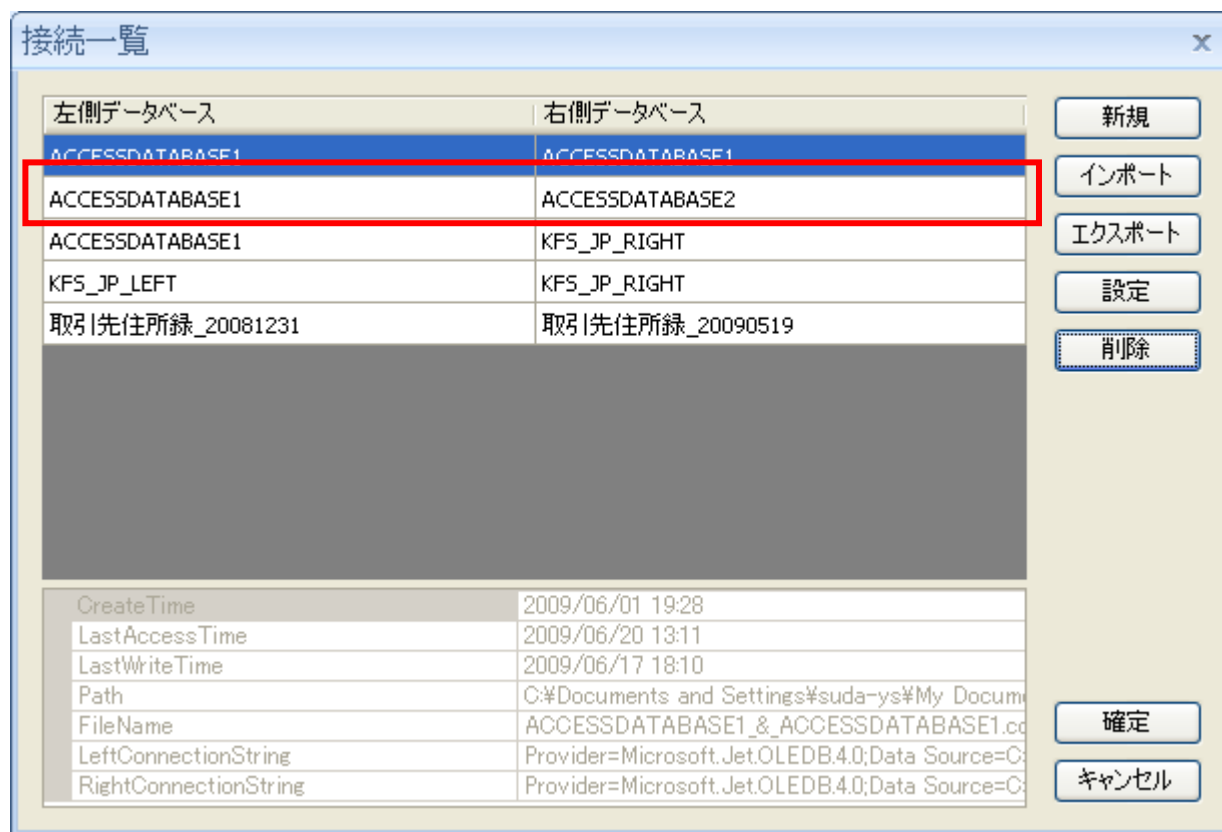 接続一覧
x
左側データベース 右側データベース
ACCESSDATABASE1 ACCESSDATABASE1
ACCESSDATABASE1 ACCESSDATABASE2
ACCESSDATABASE1 KFS_JP_RIGHT
KFS_JP_LEFT KFS_JP_RIGHT
取引先住所録_20081231 取引先住所録_20090519
新規
インポート
エクスポート
設定
削除
CreateTime 2009/06/01 19:28
LastAccessTime 2009/06/20 13:11
LastWriteTime 2009/06/17 18:10
Path C:¥Documents and Settings¥suda-ys¥My Docum
FileName ACCESSDATABASE1_&_ACCESSDATABASE1.co
LeftConnectionString Provider=Microsoft.Jet.OLEDB.4.0;Data Source=C:
RightConnectionString Provider=Microsoft.Jet.OLEDB.4.0;Data Source=C:
確定
キャンセル